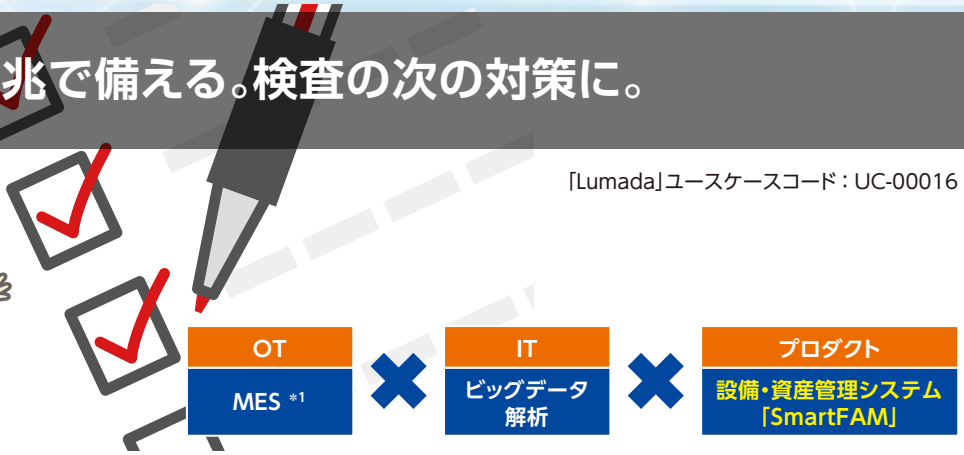 兆で備える。検査の次の対策に。
「Lumada」ユースケースコード：UC-00016
OT
MES *1
IT
ビッグデータ
解析
プロダクト
設備・資産管理システム
「SmartFAM」